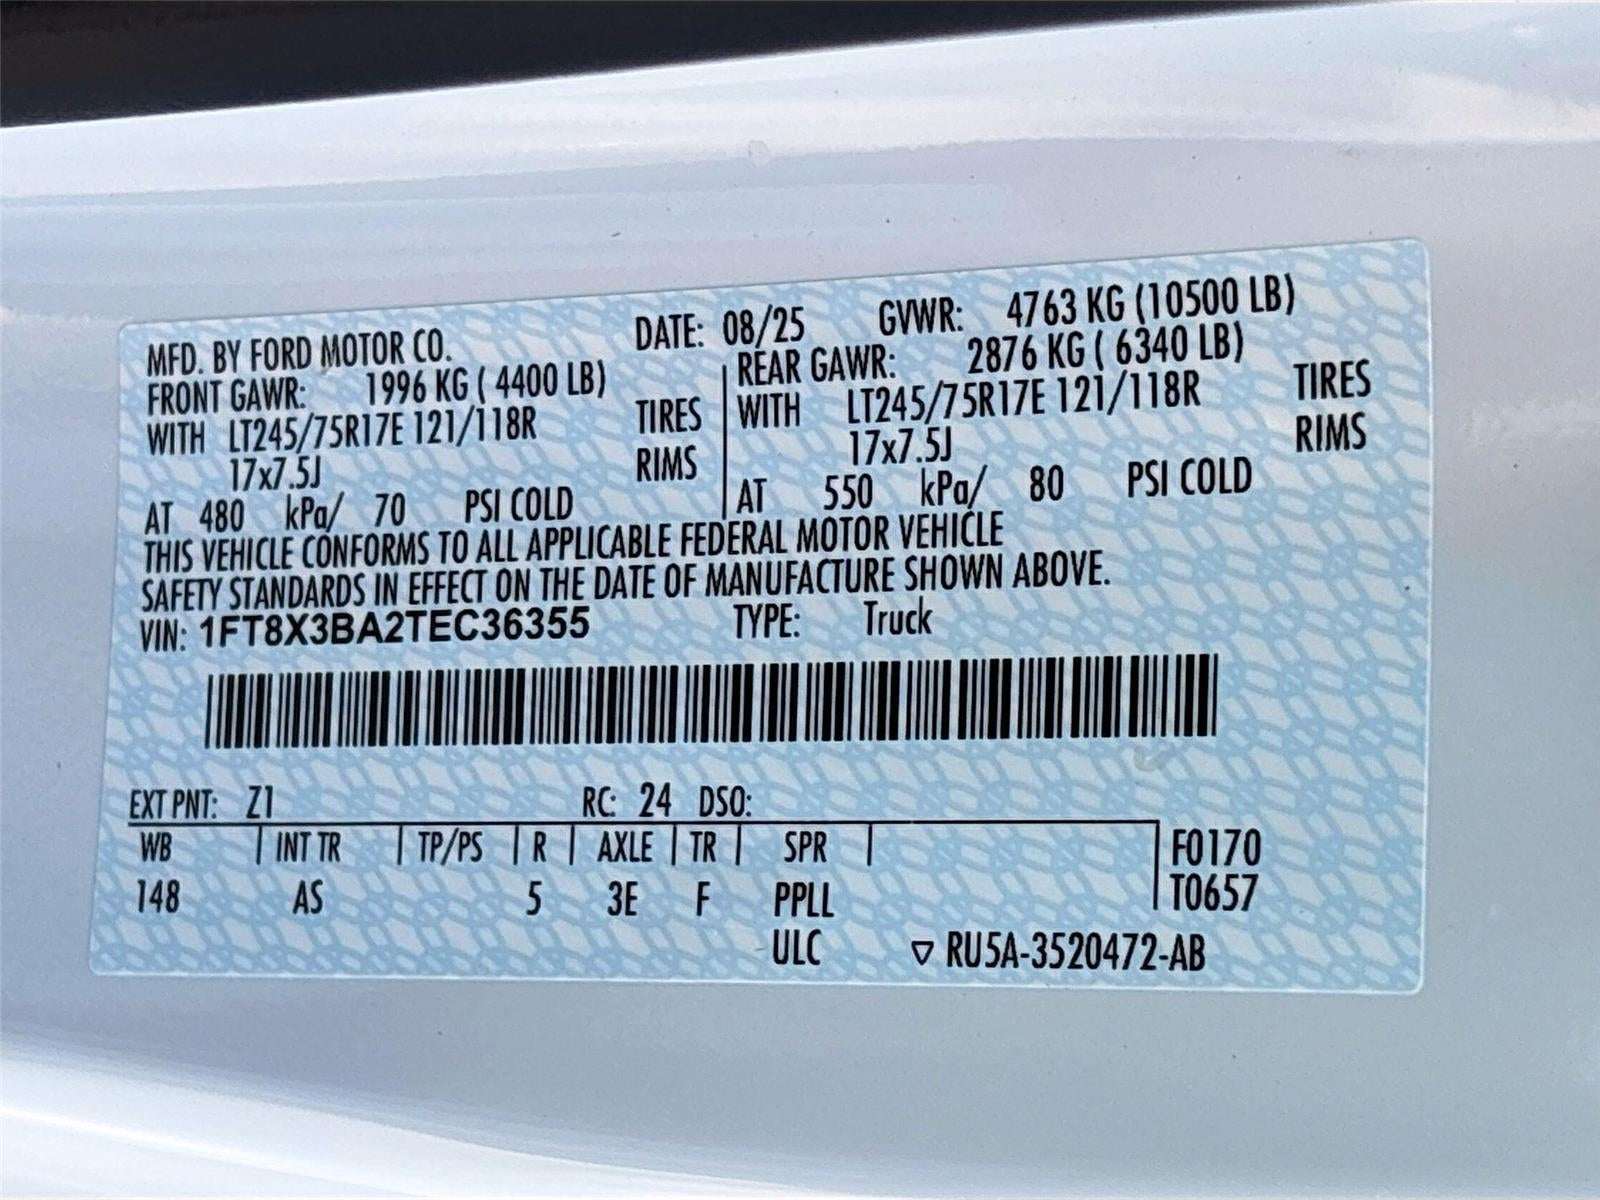 MFD. BY FORD MOTOR CO. DATE: 08/25 GVWR: 4763 KG (10500 LB)
FRONT GAWR: 1996 KG ( 4400 LB) REAR GAWR: 2876 KG ( 6340 LB)
WITH LT245/75R17E 121/118R TIRES WITH LT245/75R17E 121/118R TIRES
17x7.5J RIMS 17x7.5J RIMS
AT 480 kPa/ 70 PSI COLD AT 550 kPa/ 80 PSI COLD
THIS VEHICLE CONFORMS TO ALL APPLICABLE FEDERAL MOTOR VEHICLE
SAFETY STANDARDS IN EFFECT ON THE DATE OF MANUFACTURE SHOWN ABOVE.
VIN: 1FT8X3BA2TEC36355 TYPE: Truck
EXT PNT: Z1 RC: 24 DSO:
WB INT TR TP/PS R AXLE TR SPR F0170
148 AS 5 3E F PPLL T0657
ULC ▽ RU5A-3520472-AB